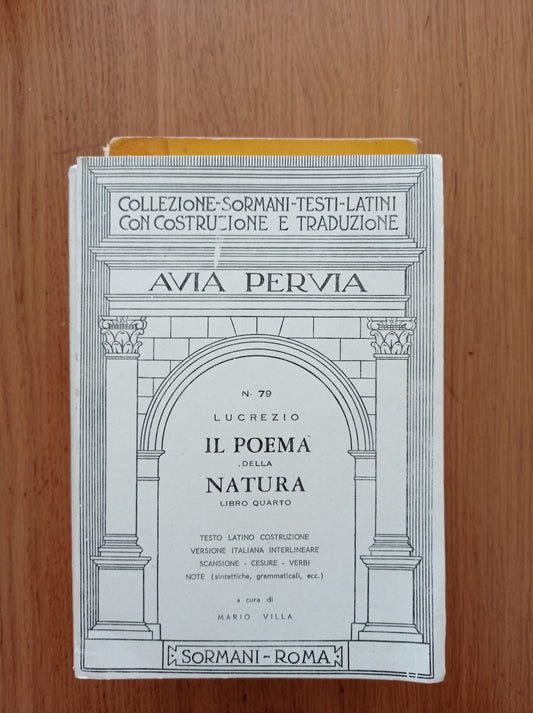 COLLEZIONE-SORMANI-TESTI-LATINI
CON COSTRUZIONE E TRADUZIONE
AVIA PERVIA
N. 79
LUCREZIO
IL POEMA
DELLA
NATURA
LIBRO QUARTO
TESTO LATINO COSTRUZIONE
VERSIONE ITALIANA INTERLINEARE
SCANSIONE - CESURE - VERBI
NOTE (sintattiche, grammaticali, ecc.)
a cura di
MARIO VILLA
SORMANI-ROMA